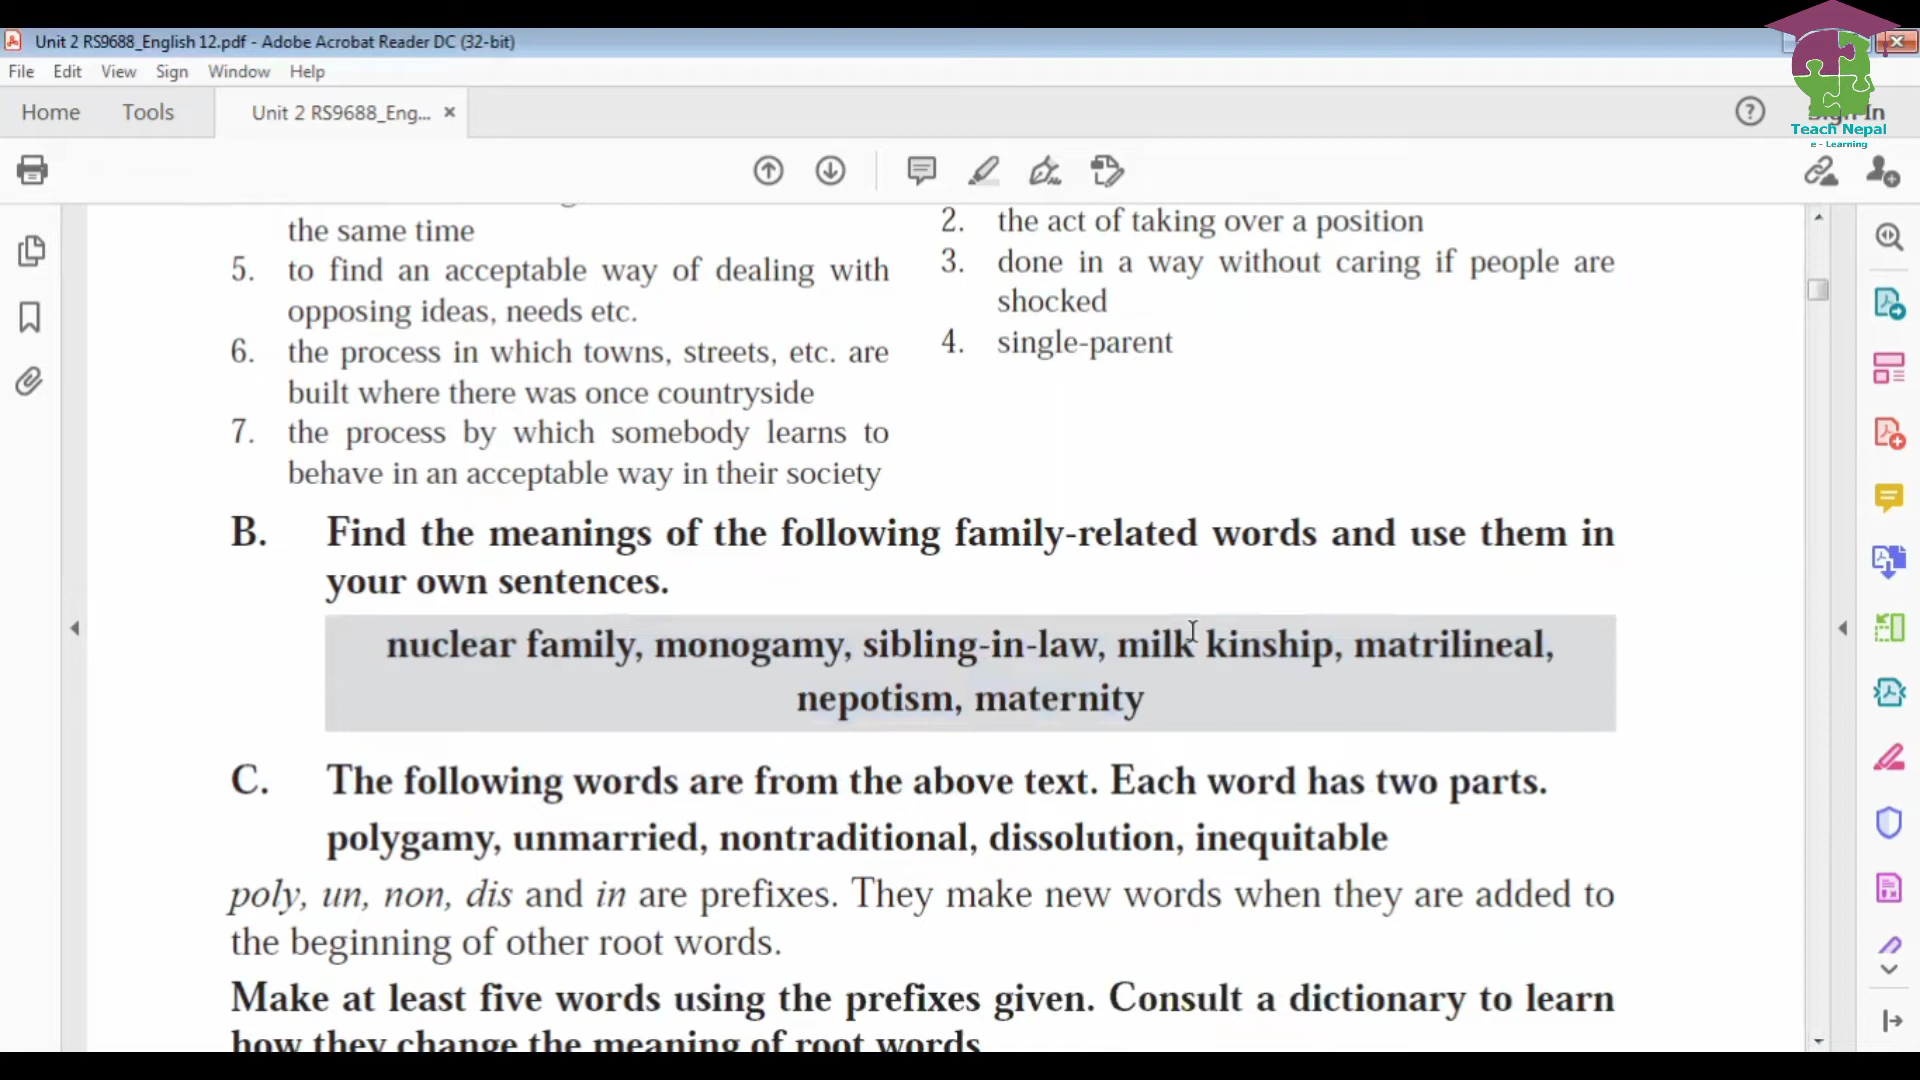 Unit 2 RS9688_English 12.pdf - Adobe Acrobat Reader DC (32-bit)
File Edit View Sign Window Help
Home Tools Unit 2 RS9688_Eng... ×
Sign In
Teach Nepal
e - Learning
the same time
5. to find an acceptable way of dealing with
opposing ideas, needs etc.
6. the process in which towns, streets, etc. are
built where there was once countryside
7. the process by which somebody learns to
behave in an acceptable way in their society
2. the act of taking over a position
3. done in a way without caring if people are
shocked
4. single-parent
B. Find the meanings of the following family-related words and use them in
your own sentences.
nuclear family, monogamy, sibling-in-law, milk kinship, matrilineal,
nepotism, maternity
C. The following words are from the above text. Each word has two parts.
polygamy, unmarried, nontraditional, dissolution, inequitable
poly, un, non, dis and in are prefixes. They make new words when they are added to
the beginning of other root words.
Make at least five words using the prefixes given. Consult a dictionary to learn
how they change the meaning of root words